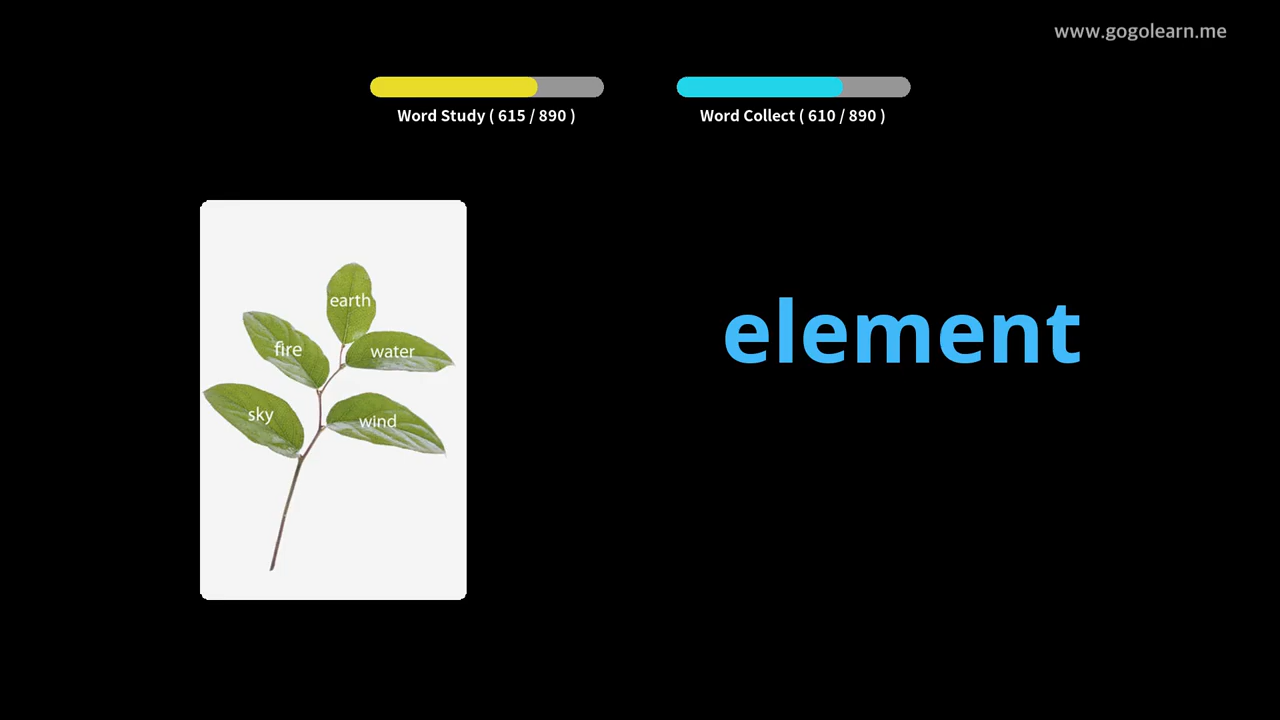 www.gogolearn.me
Word Study ( 615 / 890 )
Word Collect ( 610 / 890 )
earth
fire
water
sky
wind
element